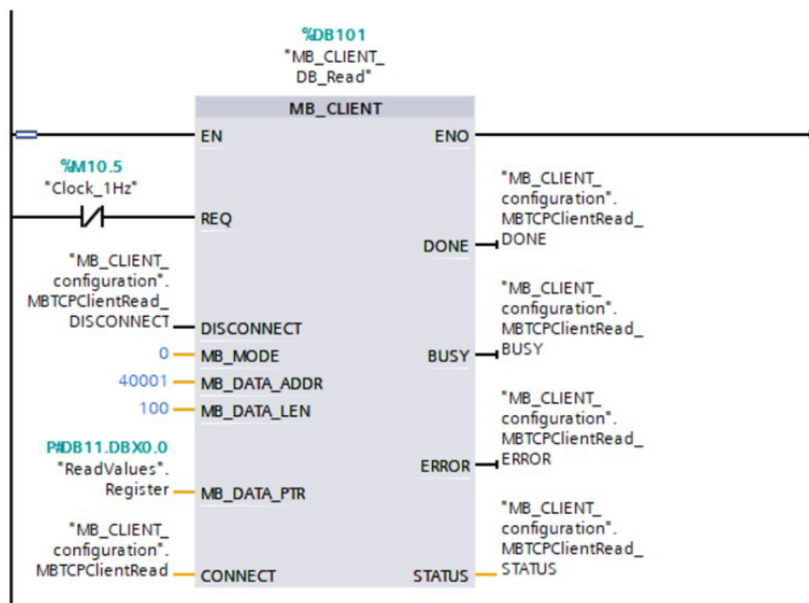 %DB101
"MB_CLIENT_
DB_Read"
MB_CLIENT
EN
ENO
%M10.5
"Clock_1Hz"
REQ
"MB_CLIENT_
configuration".
MBTCPClientRead_
DONE
DONE
"MB_CLIENT_
configuration".
MBTCPClientRead_
DISCONNECT
DISCONNECT
"MB_CLIENT_
configuration".
MBTCPClientRead_
BUSY
BUSY
0
MB_MODE
40001
MB_DATA_ADDR
100
MB_DATA_LEN
"MB_CLIENT_
configuration".
MBTCPClientRead_
ERROR
ERROR
P#DB11.DBX0.0
"ReadValues".
Register
MB_DATA_PTR
"MB_CLIENT_
configuration".
MBTCPClientRead
CONNECT
"MB_CLIENT_
configuration".
MBTCPClientRead_
STATUS
STATUS